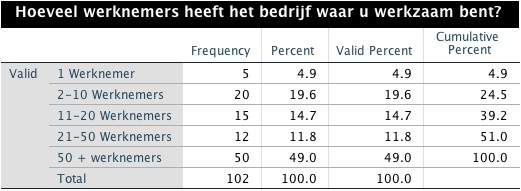 Hoeveel werknemers heeft het bedrijf waar u werkzaam bent?
Frequency Percent Valid Percent Cumulative Percent
Valid 1 Werknemer 5 4.9 4.9 4.9
2-10 Werknemers 20 19.6 19.6 24.5
11-20 Werknemers 15 14.7 14.7 39.2
21-50 Werknemers 12 11.8 11.8 51.0
50 + werknemers 50 49.0 49.0 100.0
Total 102 100.0 100.0